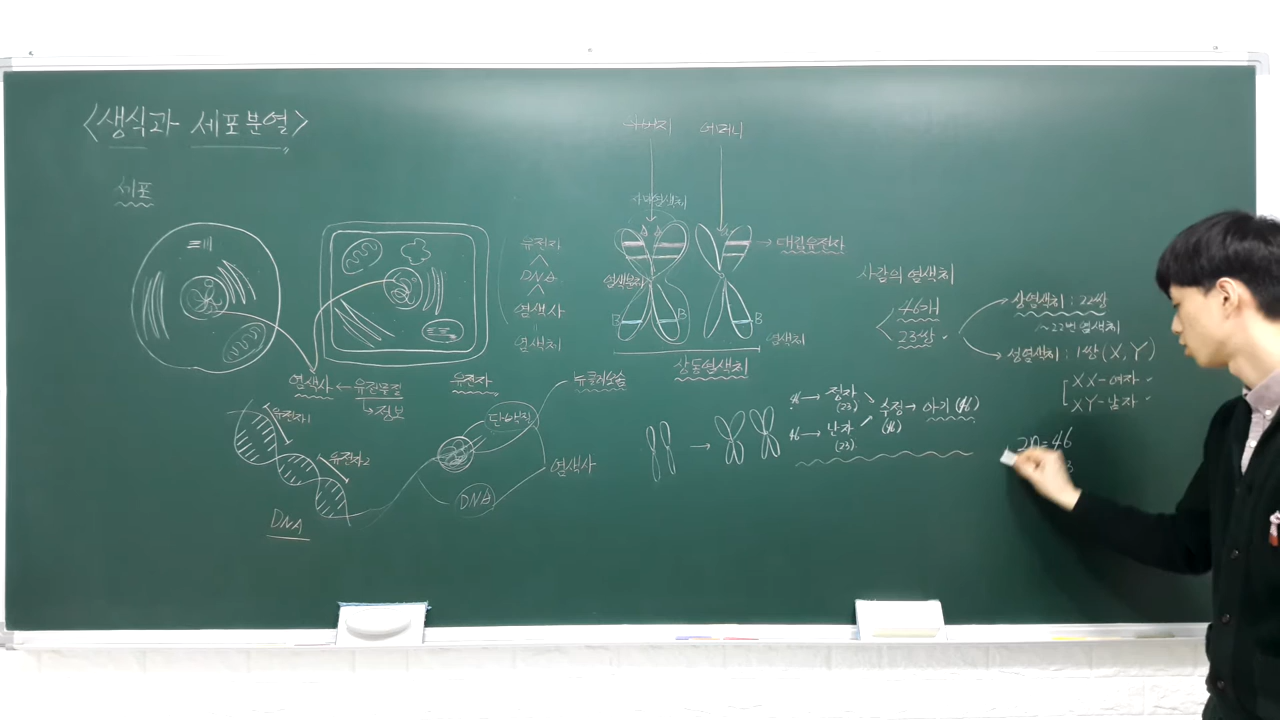 <생식과 세포분열>
세포
염색사 ← 유전물질
↳ 정보
유전자1
유전자2
DNA
유전자
뉴클레오솜
단백질
DNA
염색사
유전자
^
DNA
^
염색사
=
염색체
아버지
어머니
자매염색체
A A
A
대립유전자
B B
B
염색체
상동염색체
46 → 정자
(23)
46 → 난자
(23)
수정 → 아기 (46)
(46)
사람의 염색체
46개
23쌍
상염색체 : 22쌍
~22번 염색체
성염색체 : 1쌍 (X, Y)
XX - 여자
XY - 남자
2n = 46